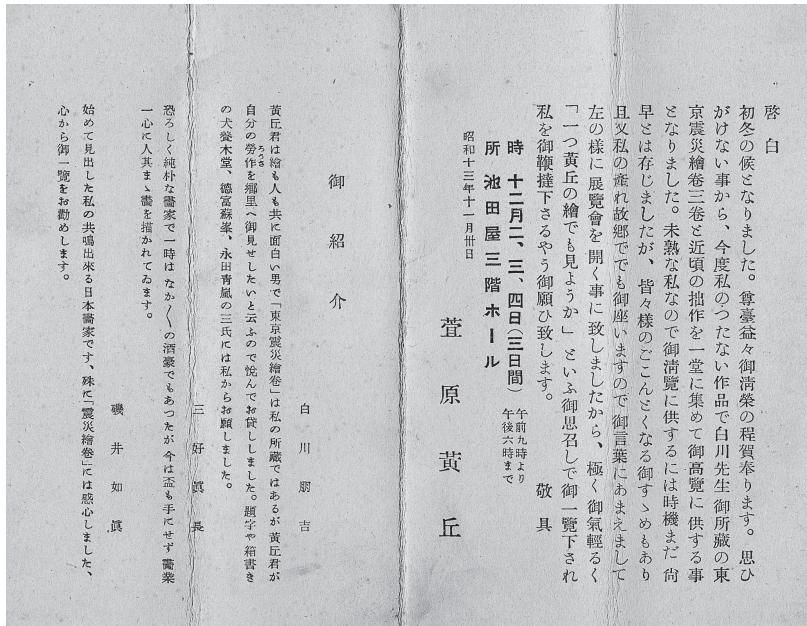 啓白
初冬の候となりました。尊臺益々御淸榮の程賀奉ります。思ひ
がけない事から、今度私のつたない作品で白川先生御所藏の東
京震災繪卷三卷と近頃の拙作を一堂に集めて御高覽に供する事
となりました。未熟な私なので御淸覽に供するには時機まだ尙
早とは存じましたが、皆々樣のごこんとくなる御すゝめもあり
且又私の產れ故鄕ででも御座いますので御言葉にあまえまして
左の樣に展覽會を開く事に致しましたから、極く御氣輕るく
「一つ黃丘の繪でも見ようか」といふ御思召しで御一覽下され
私を御鞭撻下さるやう御願ひ致します。　敬具
時　十二月二、三、四日(三日間)　午前九時より　午後六時まで
所　池田屋三階ホール
昭和十三年十一月卅日
萱原黃丘
御紹介
白川朋吉
黃丘君は繪も人も共に面白い男で「東京震災繪卷」は私の所藏ではあるが黃丘君が
自分の勞作を鄕里へ御見せしたいと云ふので悅んでお貸ししました。題字や箱書き
ろうさ
の犬養木堂、德富蘇峯、永田靑嵐の三氏には私からお願しました。
三好眞長
恐ろしく純朴な畵家で一時はなか〳〵の酒豪でもあつたが今は盃も手にせず畵業
一心に人其まゝ畵を描かれてゐます。
磯井如眞
始めて見出した私の共鳴出來る日本畵家です、殊に「震災繪卷」には感心しました、
心から御一覽をお勸めします。